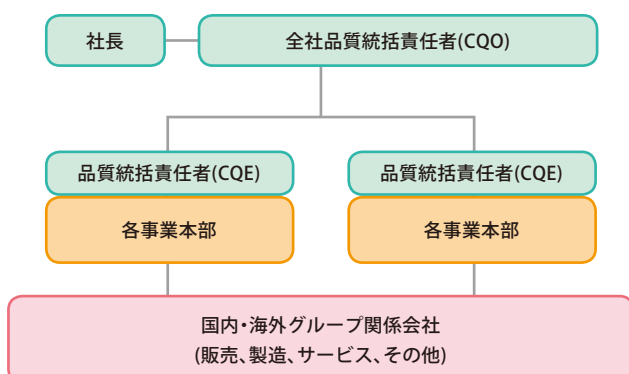 社長
全社品質統括責任者(CQO)
品質統括責任者(CQE)
品質統括責任者(CQE)
各事業本部
各事業本部
国内・海外グループ関係会社
(販売、製造、サービス、その他)